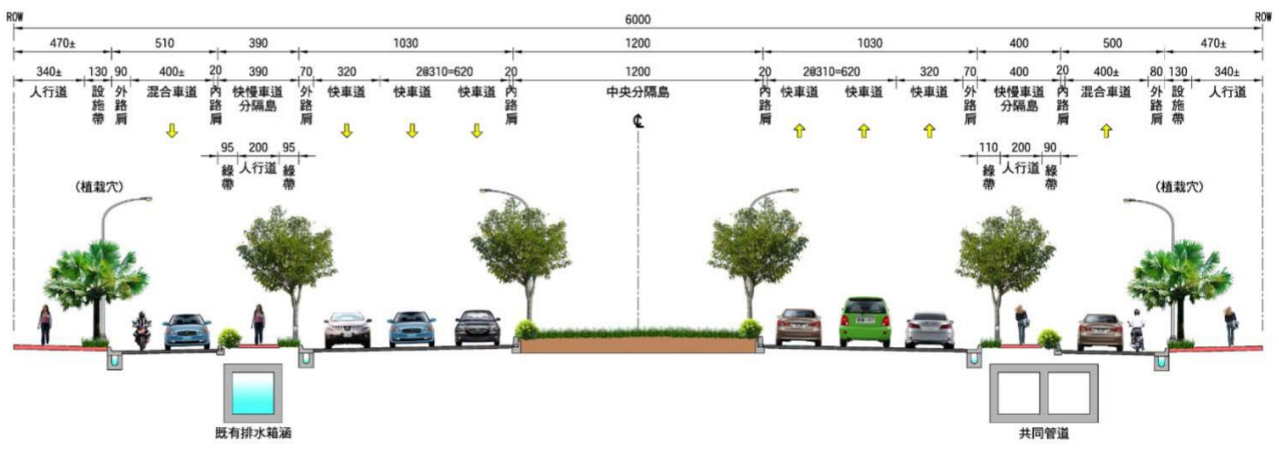 ROW ROW
6000
470± 510 390 1030 1200 1030 400 500 470±
340± 130 90 400± 20 390 70 320 2@310=620 20 1200 20 2@310=620 320 70 400 20 400± 80 130 340±
人行道 設施帶 外路肩 混合車道 內路肩 快慢車道分隔島 外路肩 快車道 快車道 快車道 內路肩 中央分隔島 內路肩 快車道 快車道 快車道 外路肩 快慢車道分隔島 內路肩 混合車道 外路肩 設施帶 人行道
℄
95 200 95 110 200 90
綠帶 人行道 綠帶 綠帶 人行道 綠帶
(植栽穴) (植栽穴)
既有排水箱涵 共同管道